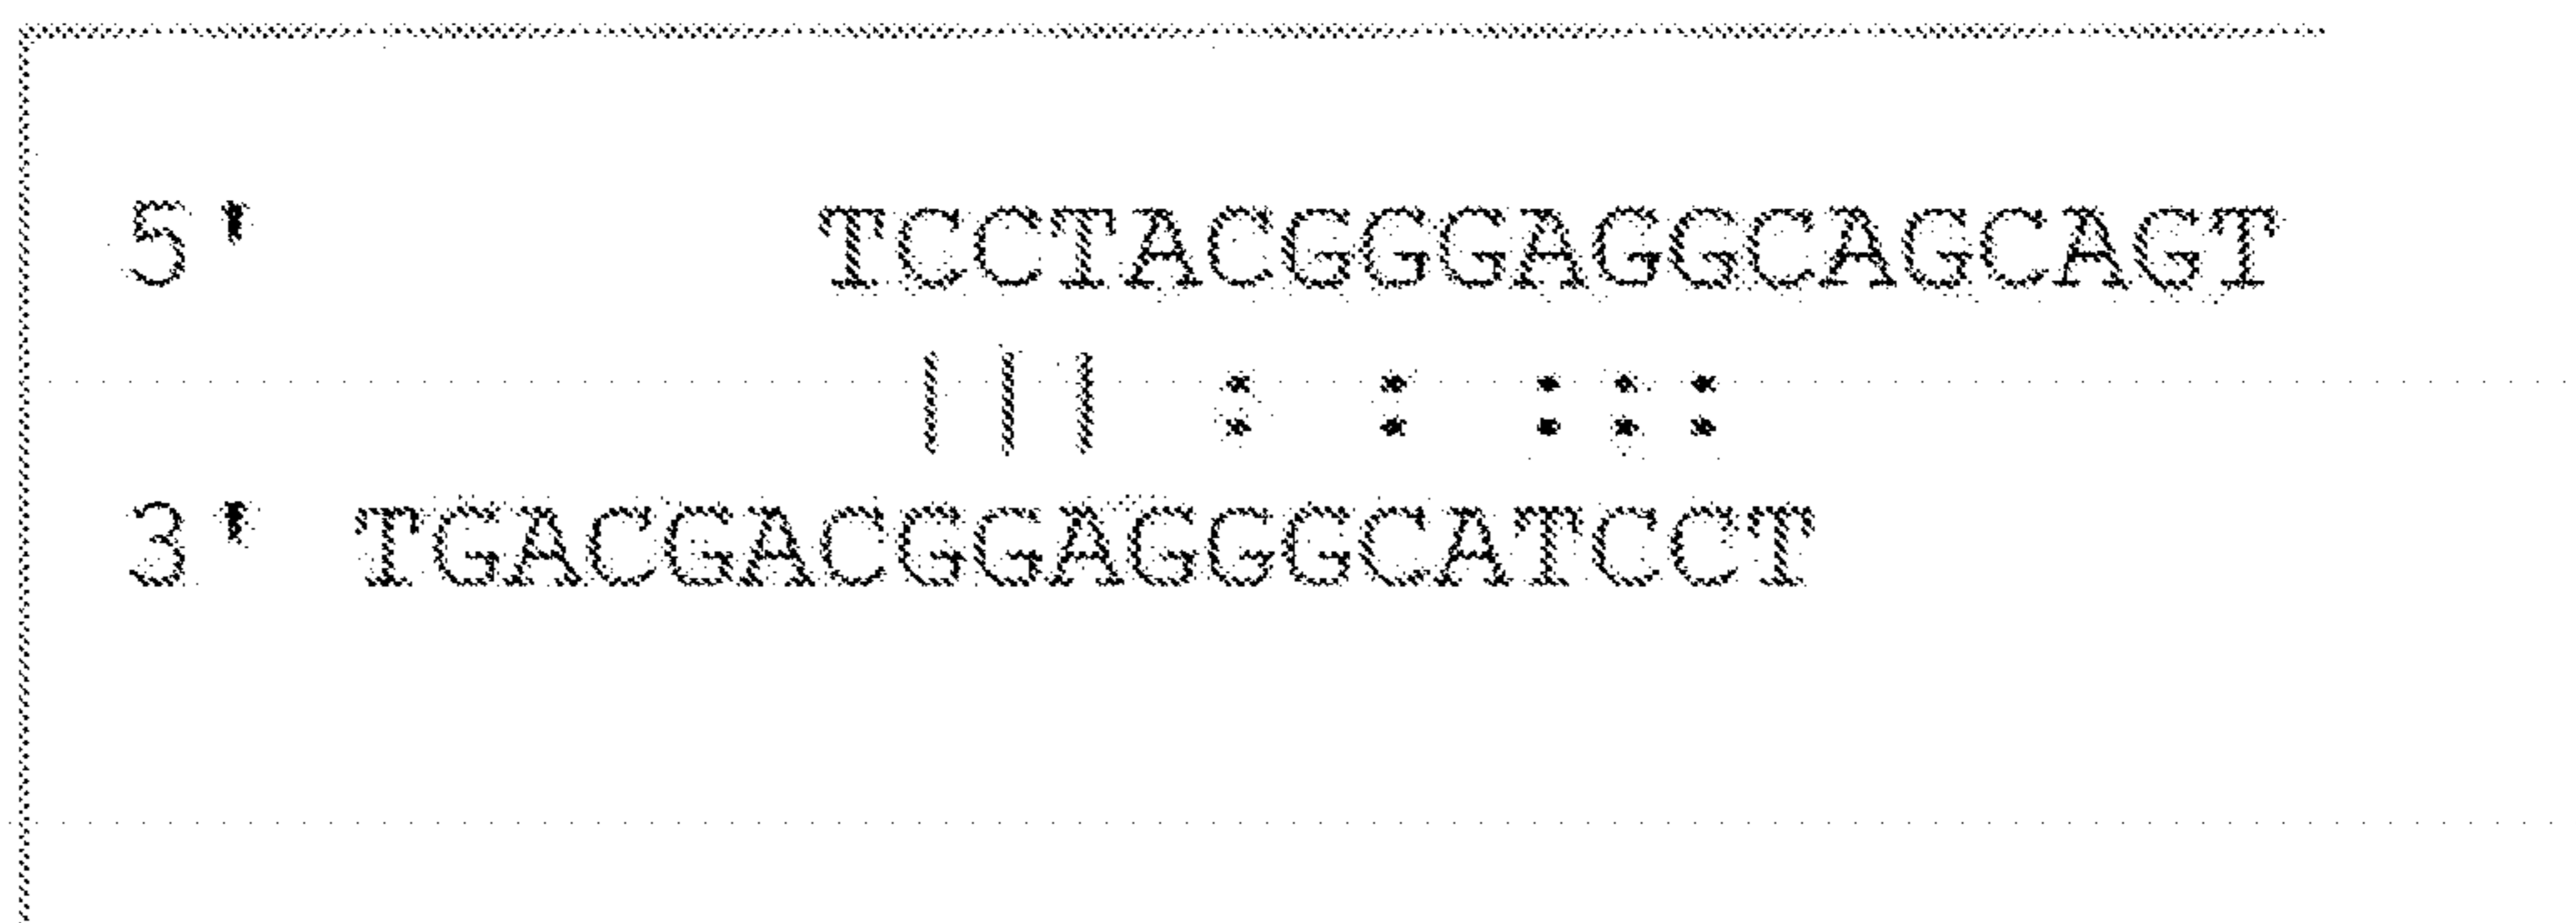 5' TCCTACGGGAGGCAGCAGT
||| : : :::
3' TGACGACGGAGGGCATCCT